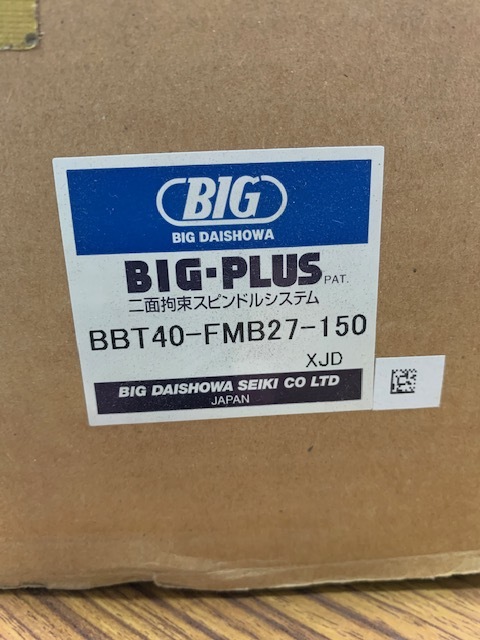 BIG
BIG DAISHOWA
BIG-PLUS PAT.
二面拘束スピンドルシステム
BBT40-FMB27-150
XJD
BIG DAISHOWA SEIKI CO LTD
JAPAN